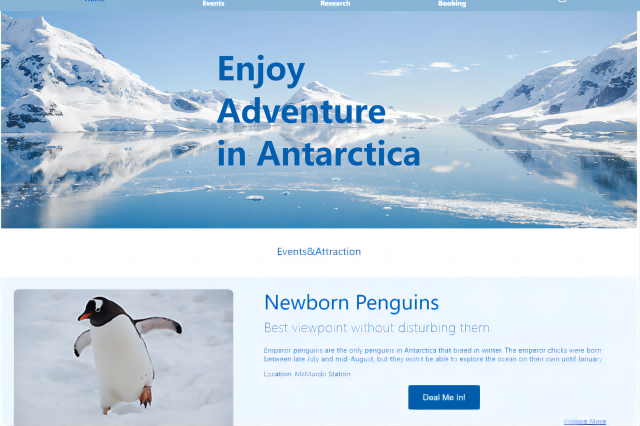 Home
Events
Research
Booking
Enjoy
Adventure
in Antarctica
Events&Attraction
Newborn Penguins
Best viewpoint without disturbing them
Emperor penguins are the only penguins in Antarctica that breed in winter. The emperor chicks were born
between late July and mid-August, but they won't be able to explore the ocean on their own until January.
Location: McMurdo Station
Deal Me In!
More